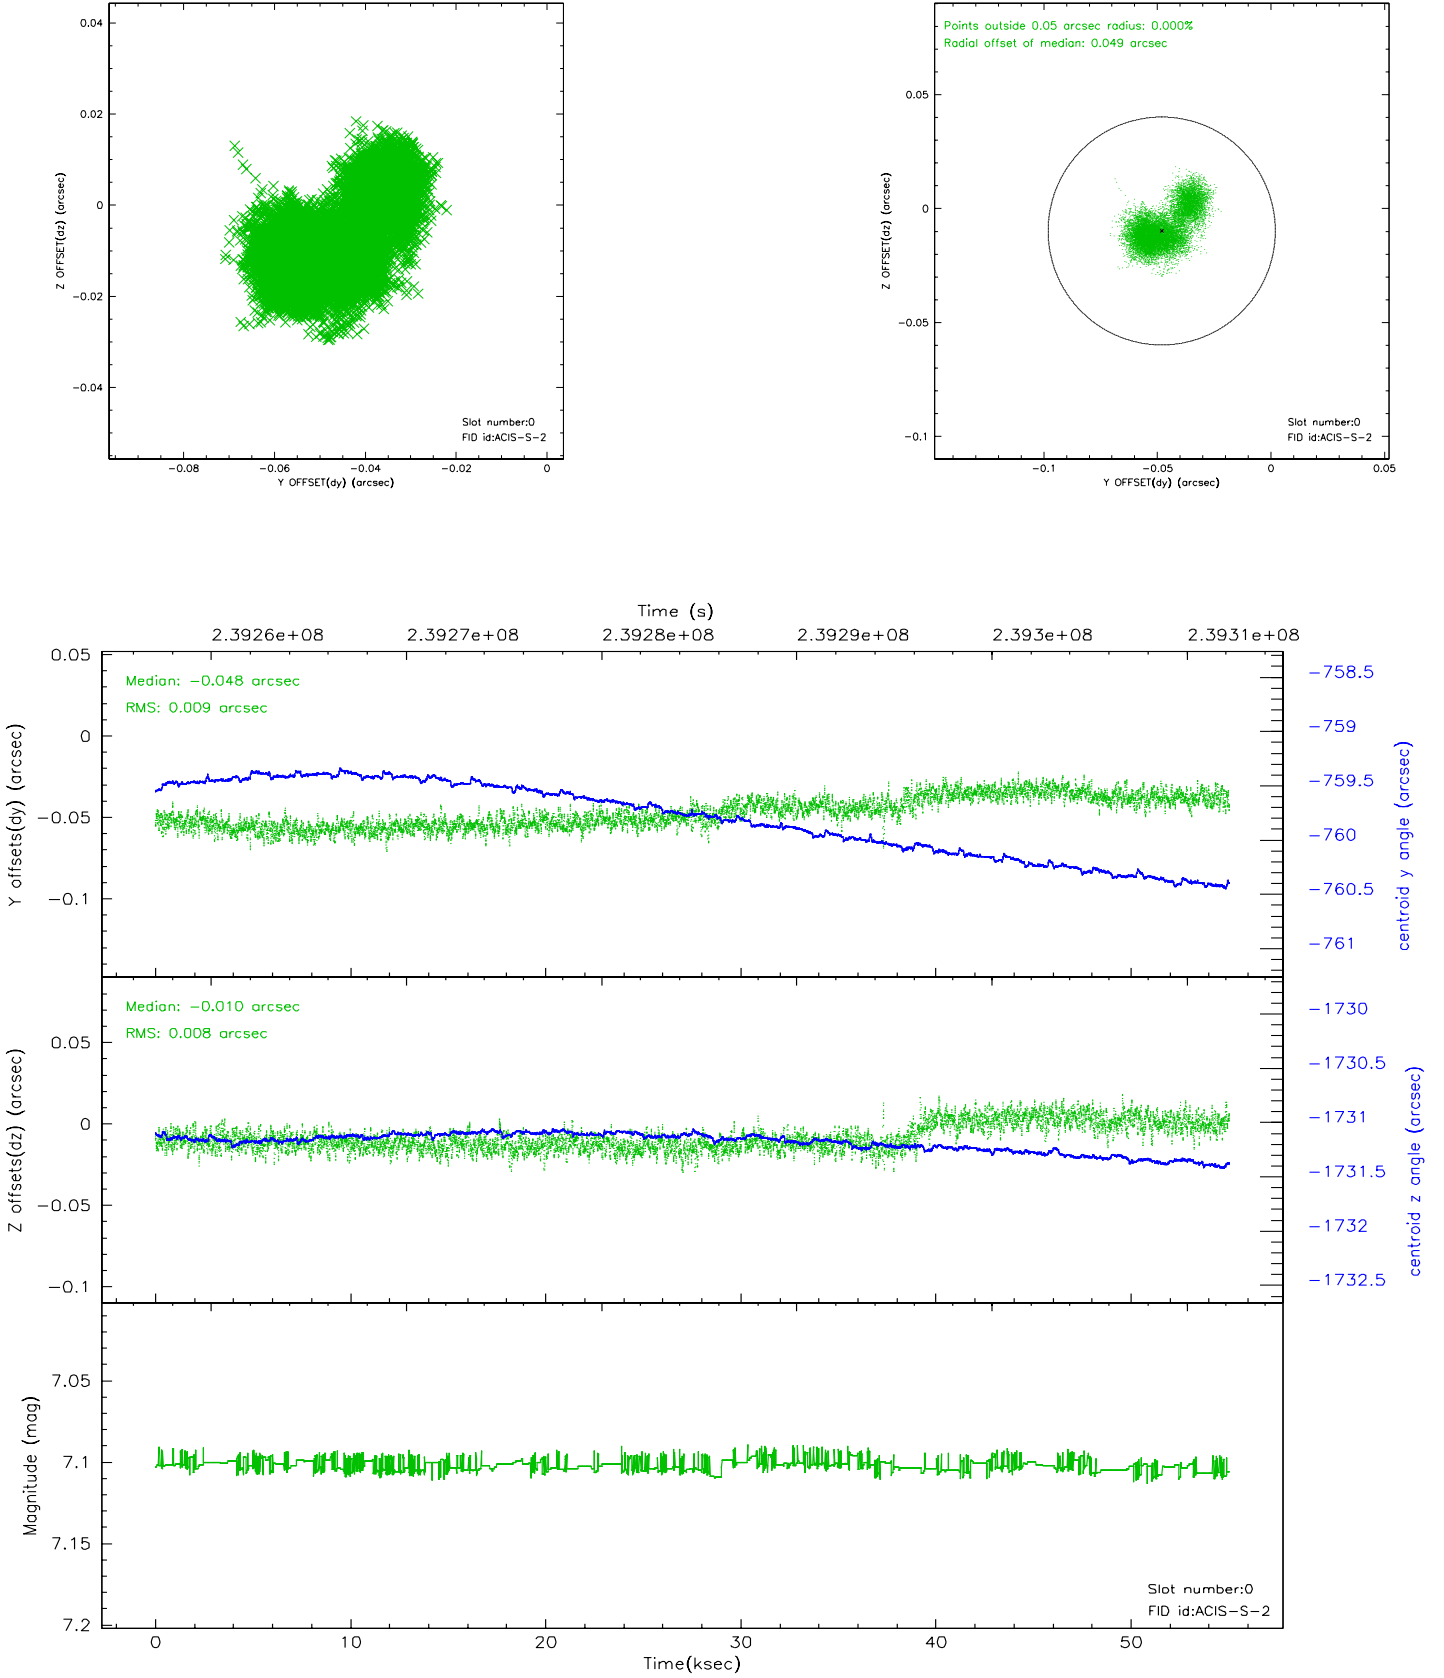 0.04
0.02
0
−0.02
−0.04
Z OFFSET(dz) (arcsec)
Slot number:0
FID id:ACIS−S−2
−0.08
−0.06
−0.04
−0.02
0
Y OFFSET(dy) (arcsec)
Points outside 0.05 arcsec radius: 0.000%
Radial offset of median: 0.049 arcsec
0.05
0
−0.05
−0.1
Z OFFSET(dz) (arcsec)
Slot number:0
FID id:ACIS−S−2
−0.1
−0.05
0
0.05
Y OFFSET(dy) (arcsec)
Time (s)
2.3926e+08
2.3927e+08
2.3928e+08
2.3929e+08
2.393e+08
2.3931e+08
Median: −0.048 arcsec
RMS: 0.009 arcsec
0.05
0
−0.05
−0.1
Y offsets(dy) (arcsec)
−758.5
−759
−759.5
−760
−760.5
−761
centroid y angle (arcsec)
Median: −0.010 arcsec
RMS: 0.008 arcsec
0.05
0
−0.05
−0.1
Z offsets(dz) (arcsec)
−1730
−1730.5
−1731
−1731.5
−1732
−1732.5
centroid z angle (arcsec)
7.05
7.1
7.15
7.2
Magnitude (mag)
Slot number:0
FID id:ACIS−S−2
0
10
20
30
40
50
Time(ksec)